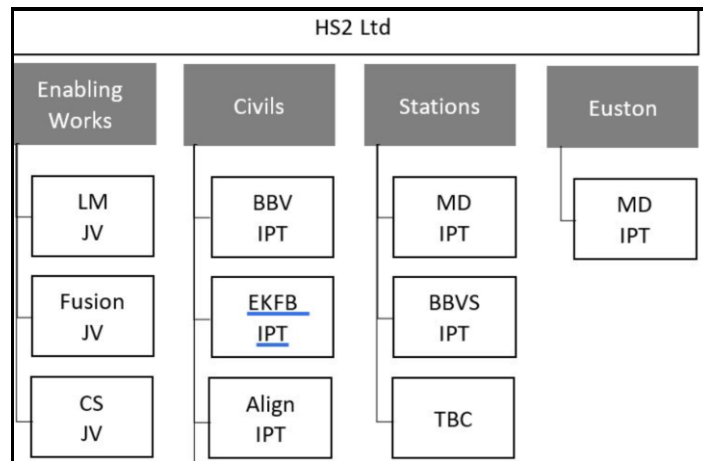 HS2 Ltd
Enabling
Works
Civils
Stations
Euston
LM
JV
BBV
IPT
MD
IPT
MD
IPT
Fusion
JV
EKFB
IPT
BBVS
IPT
CS
JV
Align
IPT
TBC